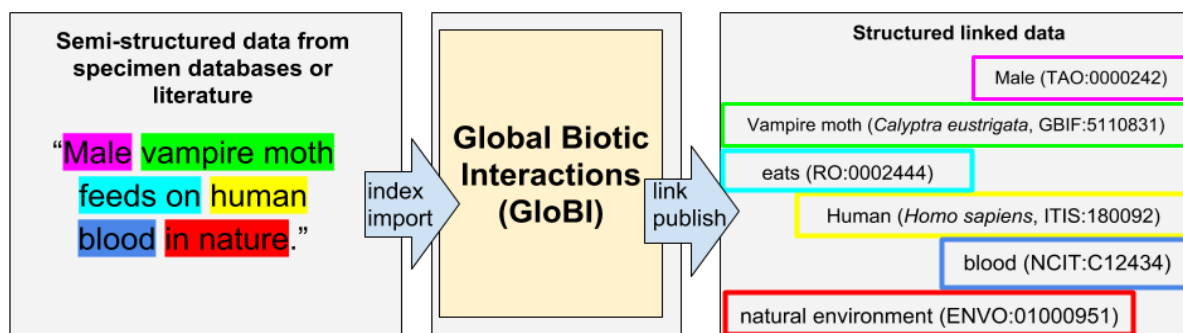 Semi-structured data from
specimen databases or
literature
“Male vampire moth
feeds on human
blood in nature.”
index
import
Global Biotic
Interactions
(GloBI)
link
publish
Structured linked data
Male (TAO:0000242)
Vampire moth (Calyptra eustrigata, GBIF:5110831)
eats (RO:0002444)
Human (Homo sapiens, ITIS:180092)
blood (NCIT:C12434)
natural environment (ENVO:01000951)